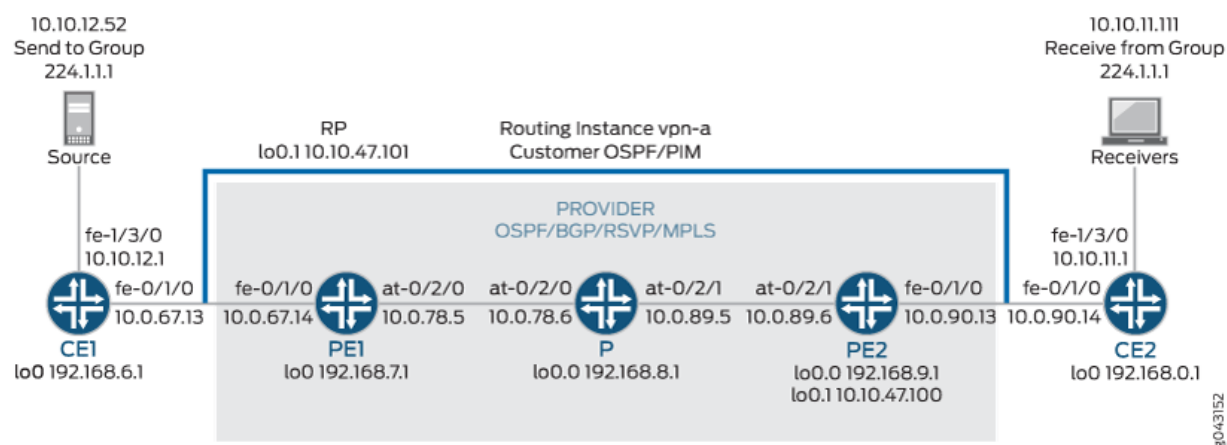 10.10.12.52
Send to Group
224.1.1.1
Source
10.10.11.111
Receive from Group
224.1.1.1
Receivers
RP
lo0.1 10.10.47.101
Routing Instance vpn-a
Customer OSPF/PIM
PROVIDER
OSPF/BGP/RSVP/MPLS
fe-1/3/0
10.10.12.1
fe-1/3/0
10.10.11.1
fe-0/1/0
10.0.67.13
fe-0/1/0
10.0.67.14
at-0/2/0
10.0.78.5
at-0/2/0
10.0.78.6
at-0/2/1
10.0.89.5
at-0/2/1
10.0.89.6
fe-0/1/0
10.0.90.13
fe-0/1/0
10.0.90.14
CE1
lo0 192.168.6.1
PE1
lo0 192.168.7.1
P
lo0.0 192.168.8.1
PE2
lo0.0 192.168.9.1
lo0.1 10.10.47.100
CE2
lo0 192.168.0.1
g043152